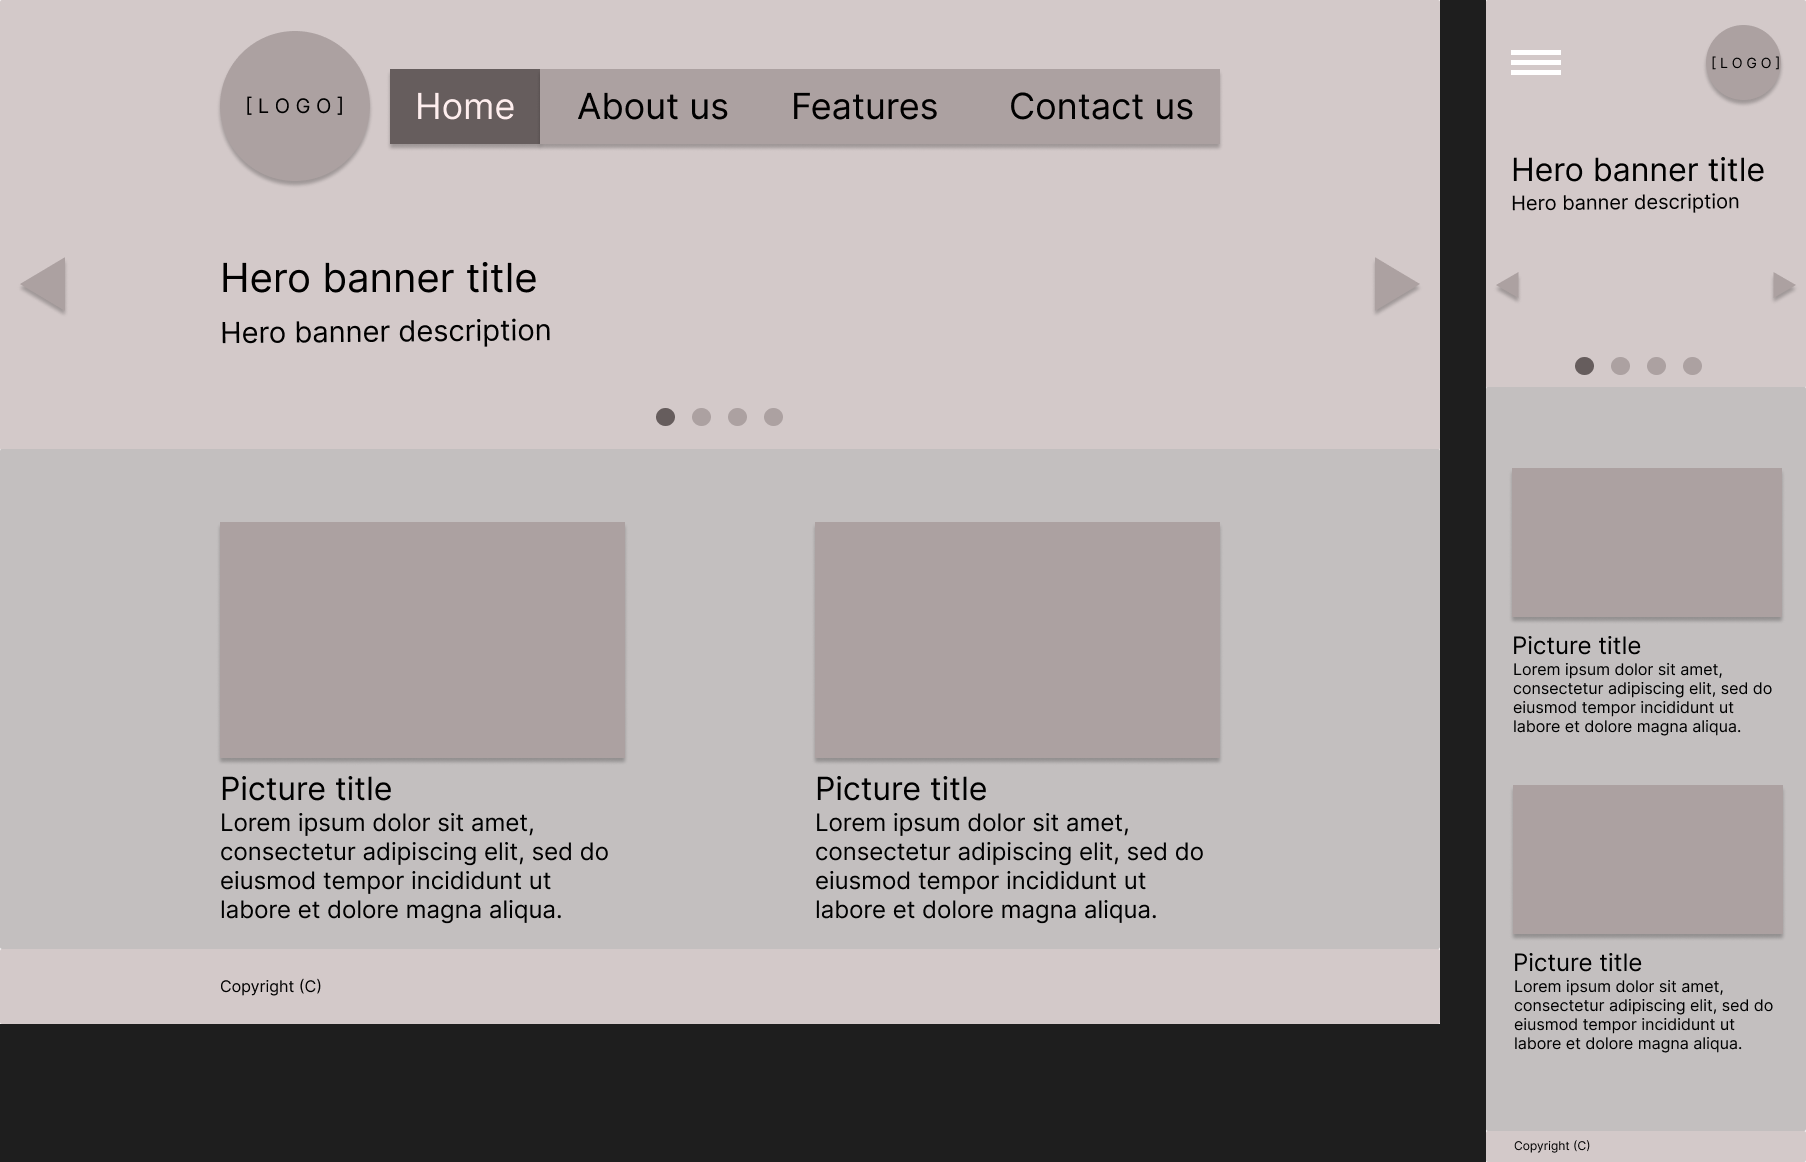 [LOGO]
Home About us Features Contact us
Hero banner title
Hero banner description
Picture title
Lorem ipsum dolor sit amet,
consectetur adipiscing elit, sed do
eiusmod tempor incididunt ut
labore et dolore magna aliqua.
Picture title
Lorem ipsum dolor sit amet,
consectetur adipiscing elit, sed do
eiusmod tempor incididunt ut
labore et dolore magna aliqua.
Copyright (C)
[LOGO]
Hero banner title
Hero banner description
Picture title
Lorem ipsum dolor sit amet,
consectetur adipiscing elit, sed do
eiusmod tempor incididunt ut
labore et dolore magna aliqua.
Picture title
Lorem ipsum dolor sit amet,
consectetur adipiscing elit, sed do
eiusmod tempor incididunt ut
labore et dolore magna aliqua.
Copyright (C)